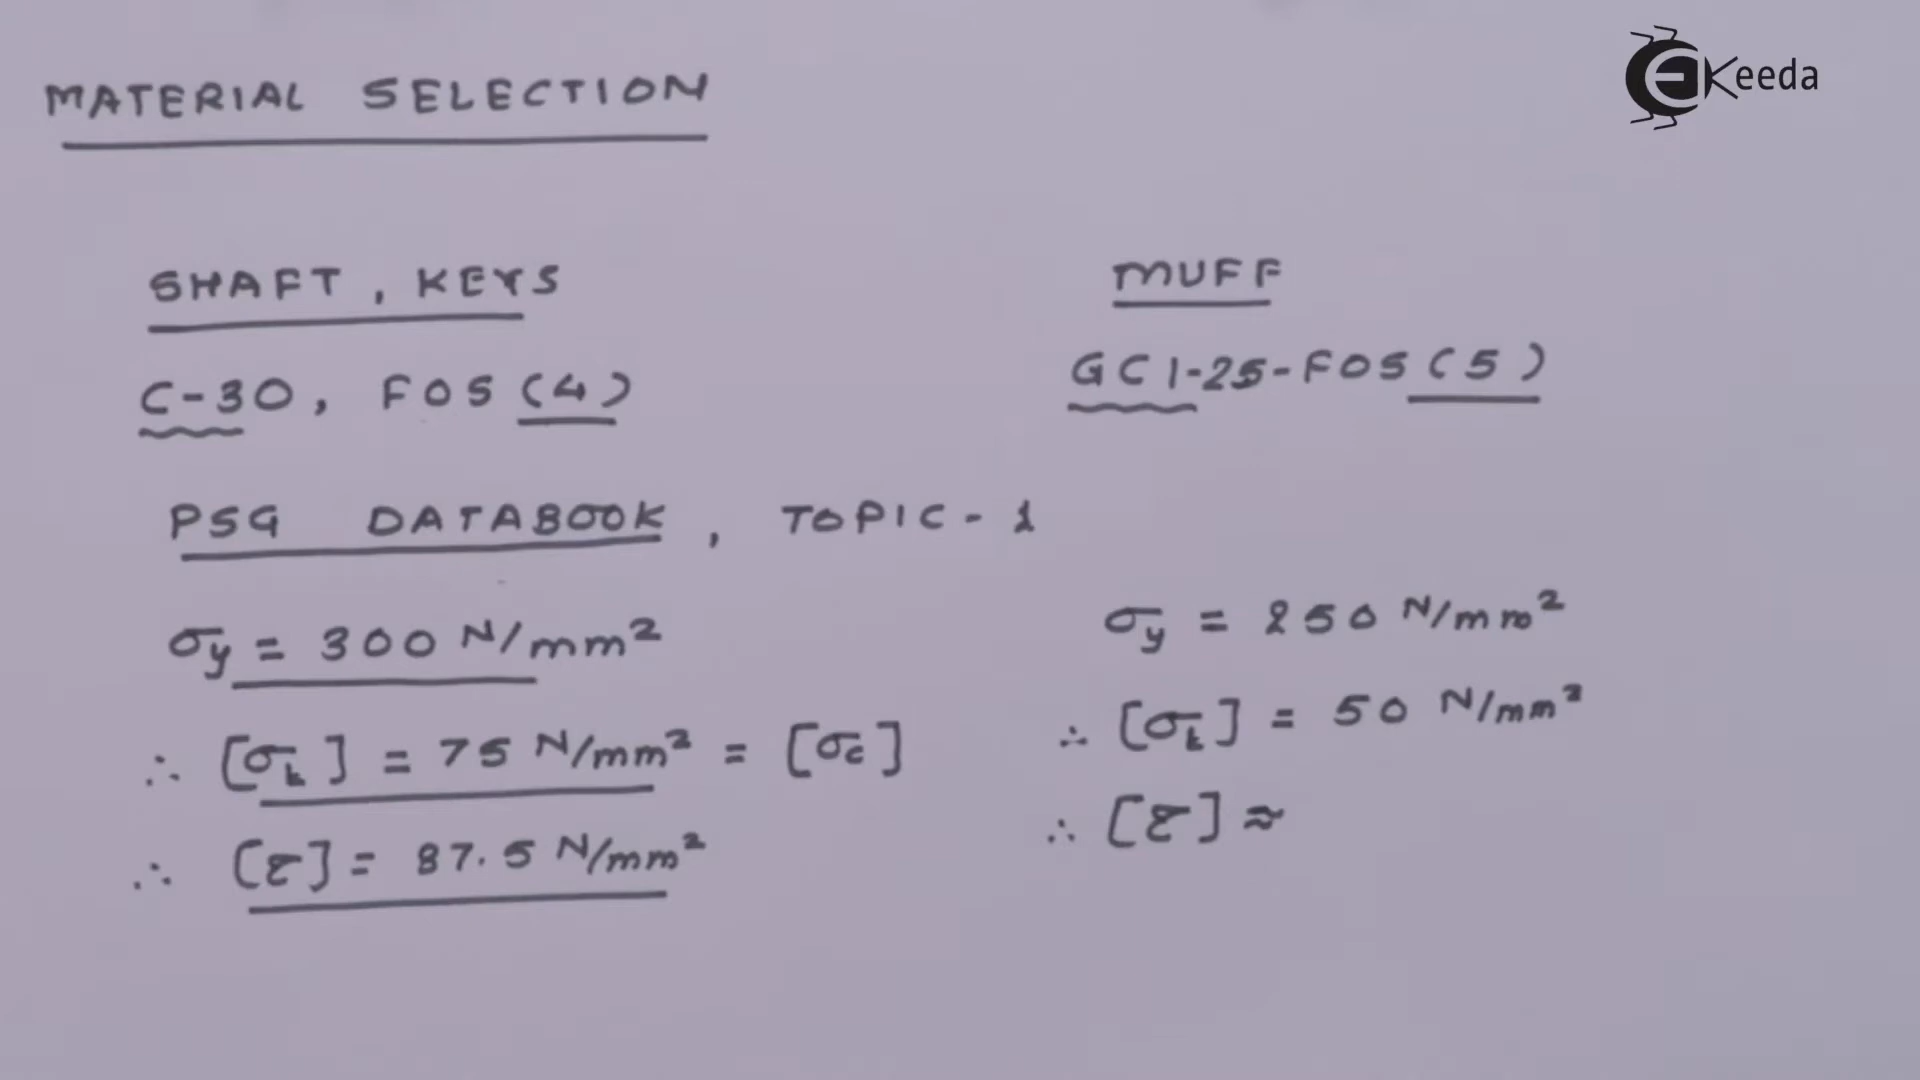 MATERIAL SELECTION
Keeda
SHAFT, KEYS
MUFF
C-30, FOS (4)
GC1-25-FOS (5)
PSG DATABOOK, TOPIC-1
σy = 300 N/mm²
σy = 250 N/mm²
∴ [σt] = 75 N/mm² = [σc]
∴ [σt] = 50 N/mm²
∴ [τ] = 37.5 N/mm²
∴ [τ] ≈